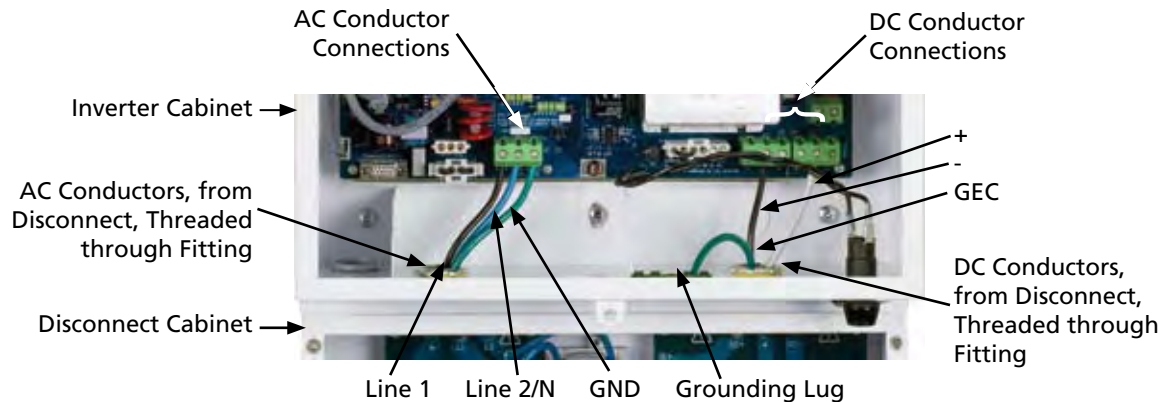 AC Conductor
Connections
DC Conductor
Connections
Inverter Cabinet
+
-
GEC
AC Conductors, from
Disconnect, Threaded
through Fitting
DC Conductors,
from Disconnect,
Threaded through
Fitting
Disconnect Cabinet
Line 1
Line 2/N
GND
Grounding Lug